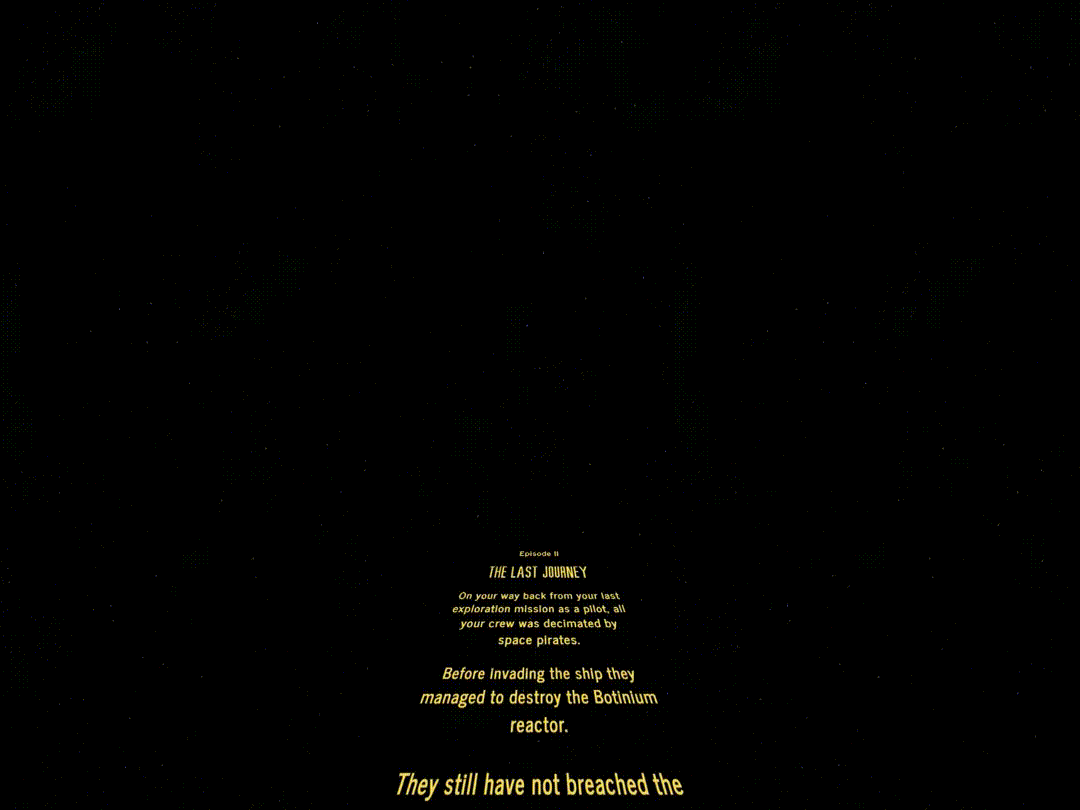 Episode II
THE LAST JOURNEY
On your way back from your last
exploration mission as a pilot, all
your crew was decimated by
space pirates.
Before invading the ship they
managed to destroy the Botinium
reactor.
They still have not breached the